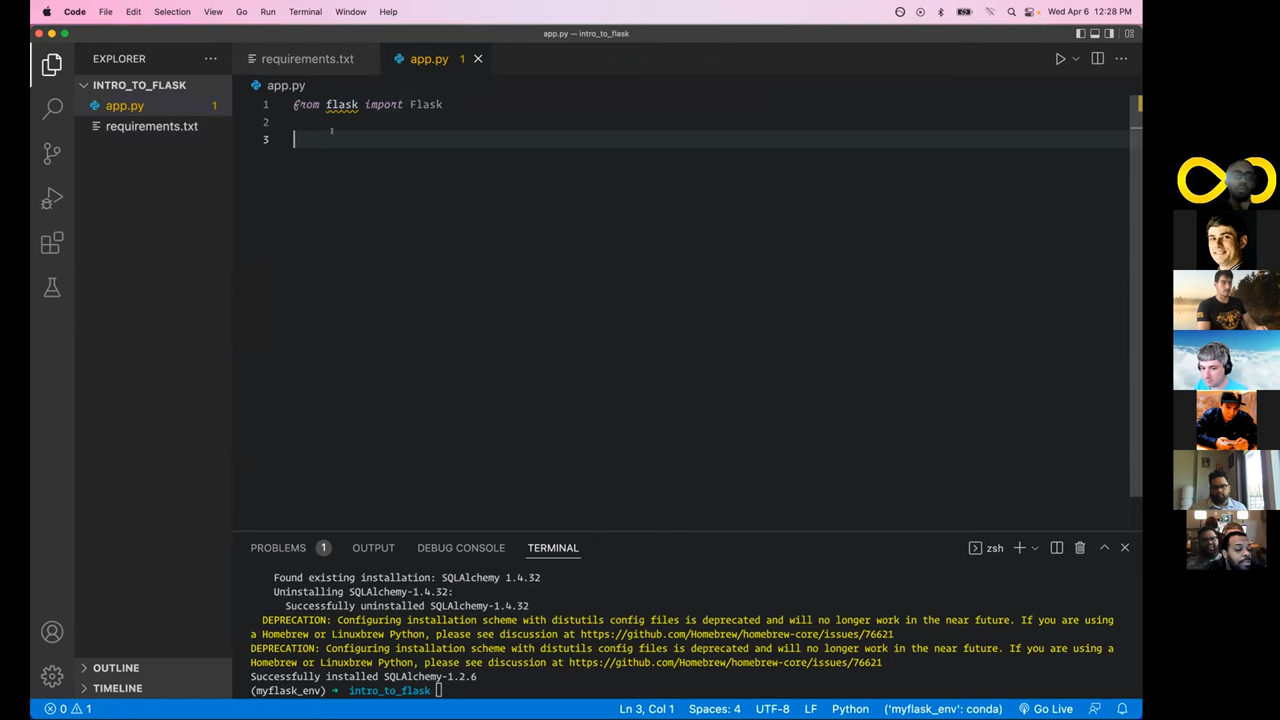 Code File Edit Selection View Go Run Terminal Window Help Wed Apr 6 12:28 PM
app.py — intro_to_flask
EXPLORER
requirements.txt
app.py 1
INTRO_TO_FLASK
app.py 1
requirements.txt
app.py
1 from flask import Flask
2
3
PROBLEMS 1 OUTPUT DEBUG CONSOLE TERMINAL
zsh
Found existing installation: SQLAlchemy 1.4.32
Uninstalling SQLAlchemy-1.4.32:
Successfully uninstalled SQLAlchemy-1.4.32
DEPRECATION: Configuring installation scheme with distutils config files is deprecated and will no longer work in the near future. If you are using
a Homebrew or Linuxbrew Python, please see discussion at https://github.com/Homebrew/homebrew-core/issues/76621
DEPRECATION: Configuring installation scheme with distutils config files is deprecated and will no longer work in the near future. If you are using a
Homebrew or Linuxbrew Python, please see discussion at https://github.com/Homebrew/homebrew-core/issues/76621
Successfully installed SQLAlchemy-1.2.6
(myflask_env) → intro_to_flask
OUTLINE
TIMELINE
0 1 Ln 3, Col 1 Spaces: 4 UTF-8 LF Python ('myflask_env': conda) Go Live